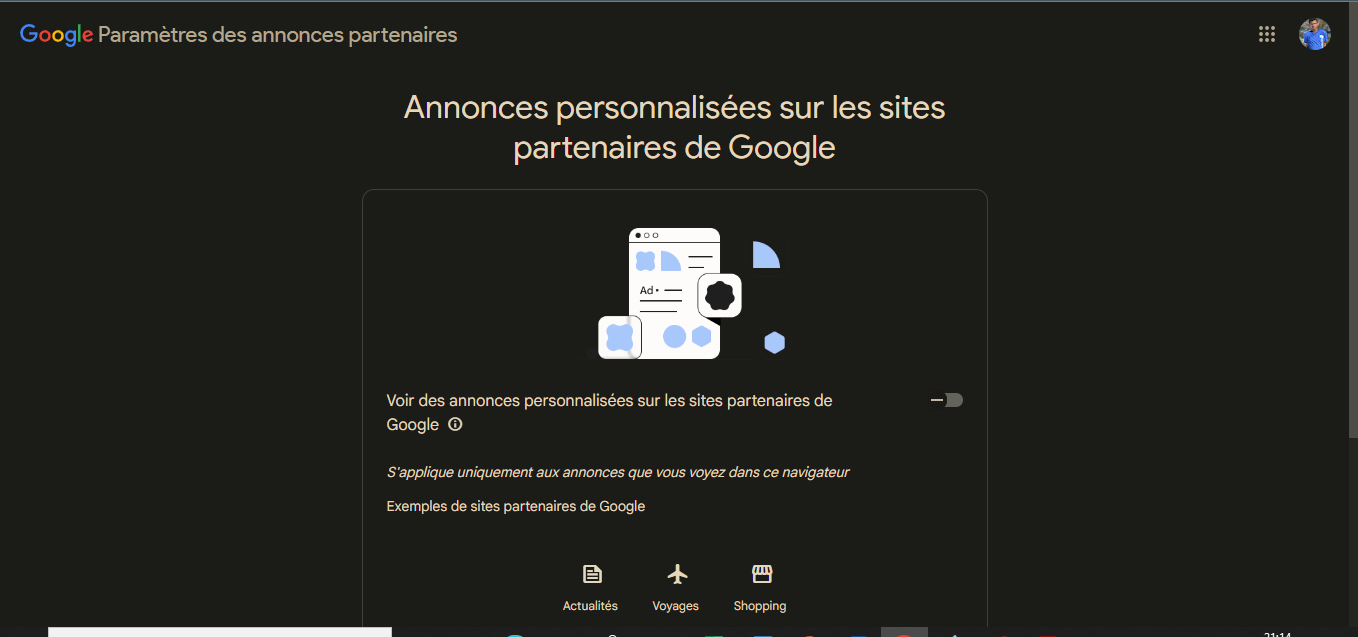 Google Paramètres des annonces partenaires
Annonces personnalisées sur les sites
partenaires de Google
Ad
Voir des annonces personnalisées sur les sites partenaires de
Google
S'applique uniquement aux annonces que vous voyez dans ce navigateur
Exemples de sites partenaires de Google
Actualités Voyages Shopping
21:14